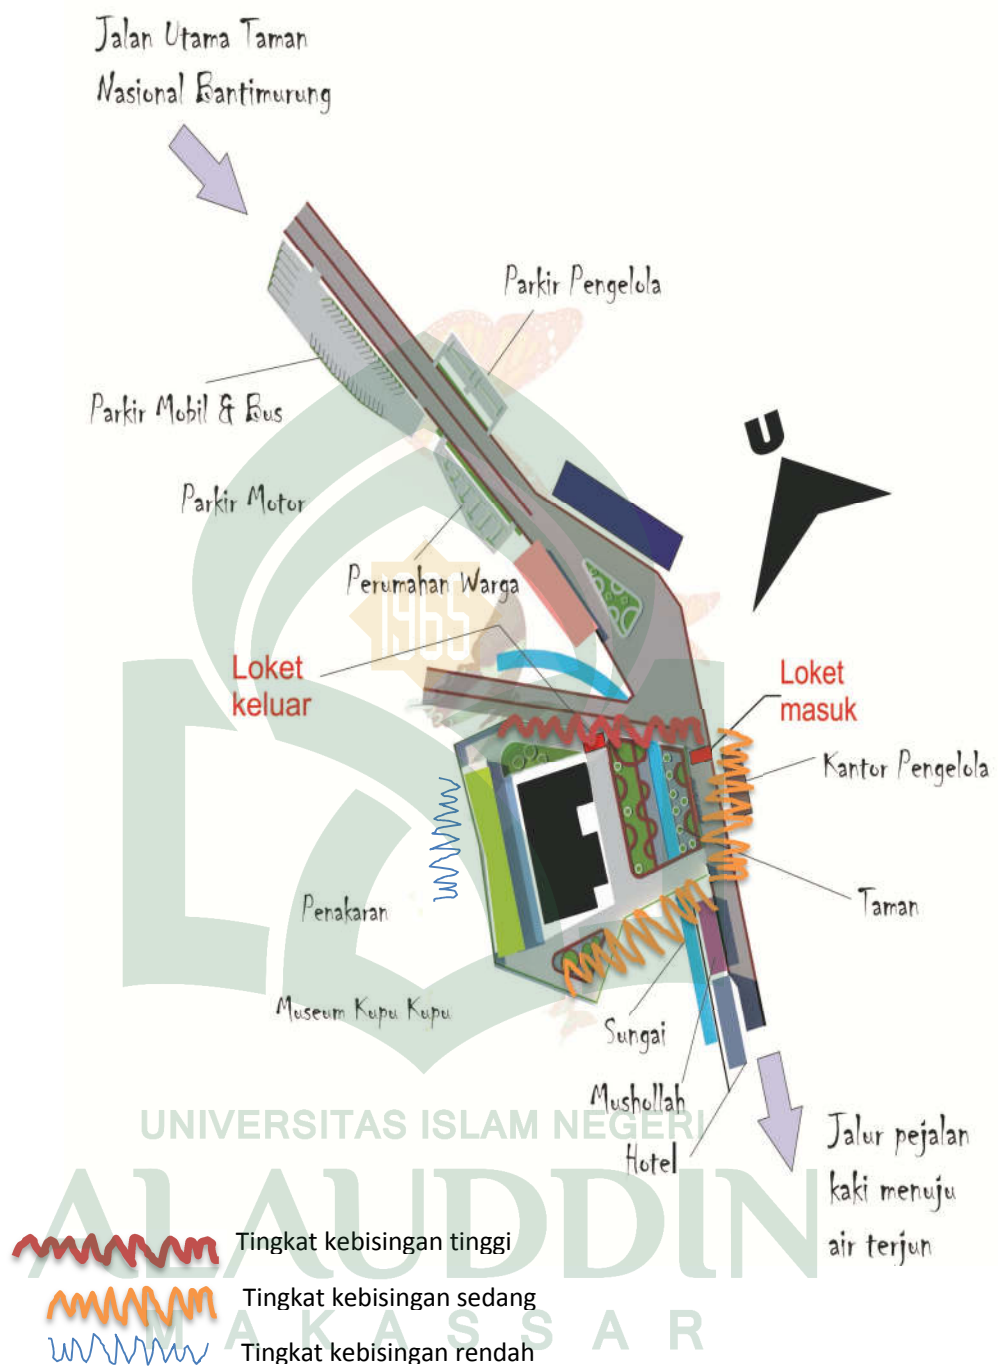 Jalan Utama Taman
Nasional Bantimurung
Parkir Pengelola
Parkir Mobil & Bus
U
Parkir Motor
Perumahan Warga
1965
Loket
keluar
Loket
masuk
Kantor Pengelola
Penakaran
Taman
Museum Kupu Kupu
Sungai
Mushollah
Hotel
Jalur pejalan
kaki menuju
air terjun
UNIVERSITAS ISLAM NEGERI
ALAUDDIN
MAKASSAR
Tingkat kebisingan tinggi
Tingkat kebisingan sedang
Tingkat kebisingan rendah